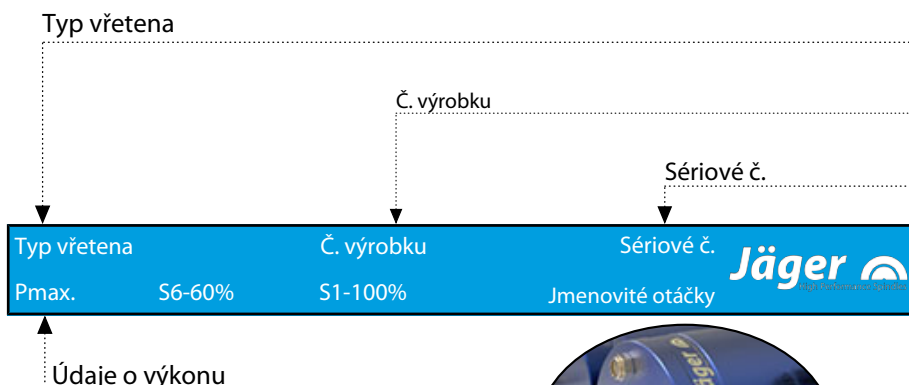 Typ vřetena
Č. výrobku
Sériové č.
Typ vřetena Č. výrobku Sériové č.
Jäger
Pmax. S6-60% S1-100% Jmenovité otáčky
Údaje o výkonu